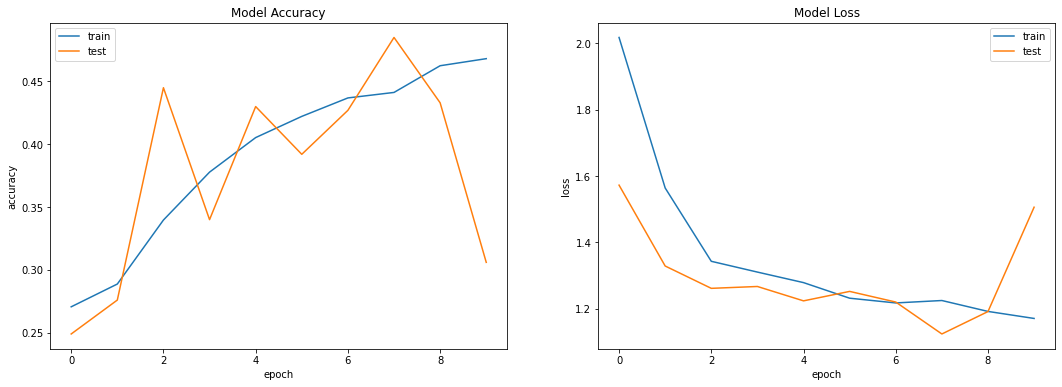 Model Accuracy
train
test
accuracy
0.45
0.40
0.35
0.30
0.25
0 2 4 6 8
epoch
Model Loss
train
test
loss
2.0
1.8
1.6
1.4
1.2
0 2 4 6 8
epoch